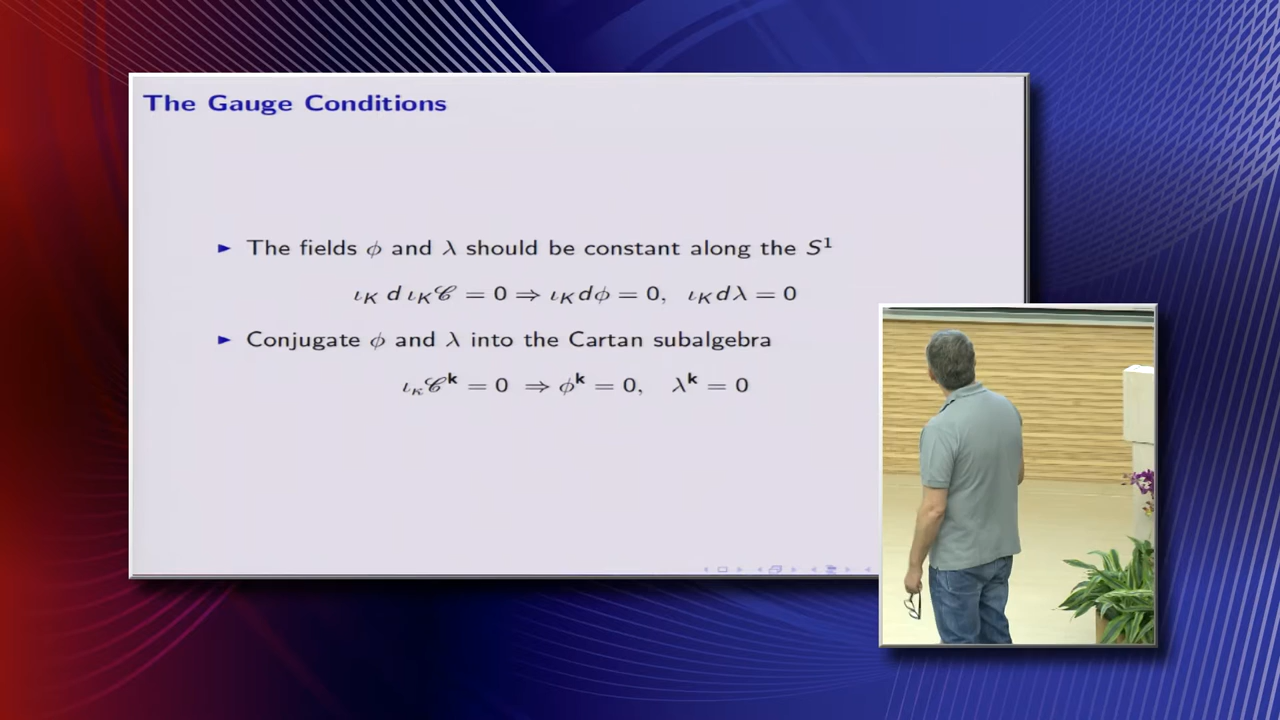 The Gauge Conditions
► The fields ϕ and λ should be constant along the S¹
ι_K d ι_K 𝒞 = 0 ⇒ ι_K dϕ = 0, ι_K dλ = 0
► Conjugate ϕ and λ into the Cartan subalgebra
ι_κ 𝒞^𝐤 = 0 ⇒ ϕ^𝐤 = 0, λ^𝐤 = 0